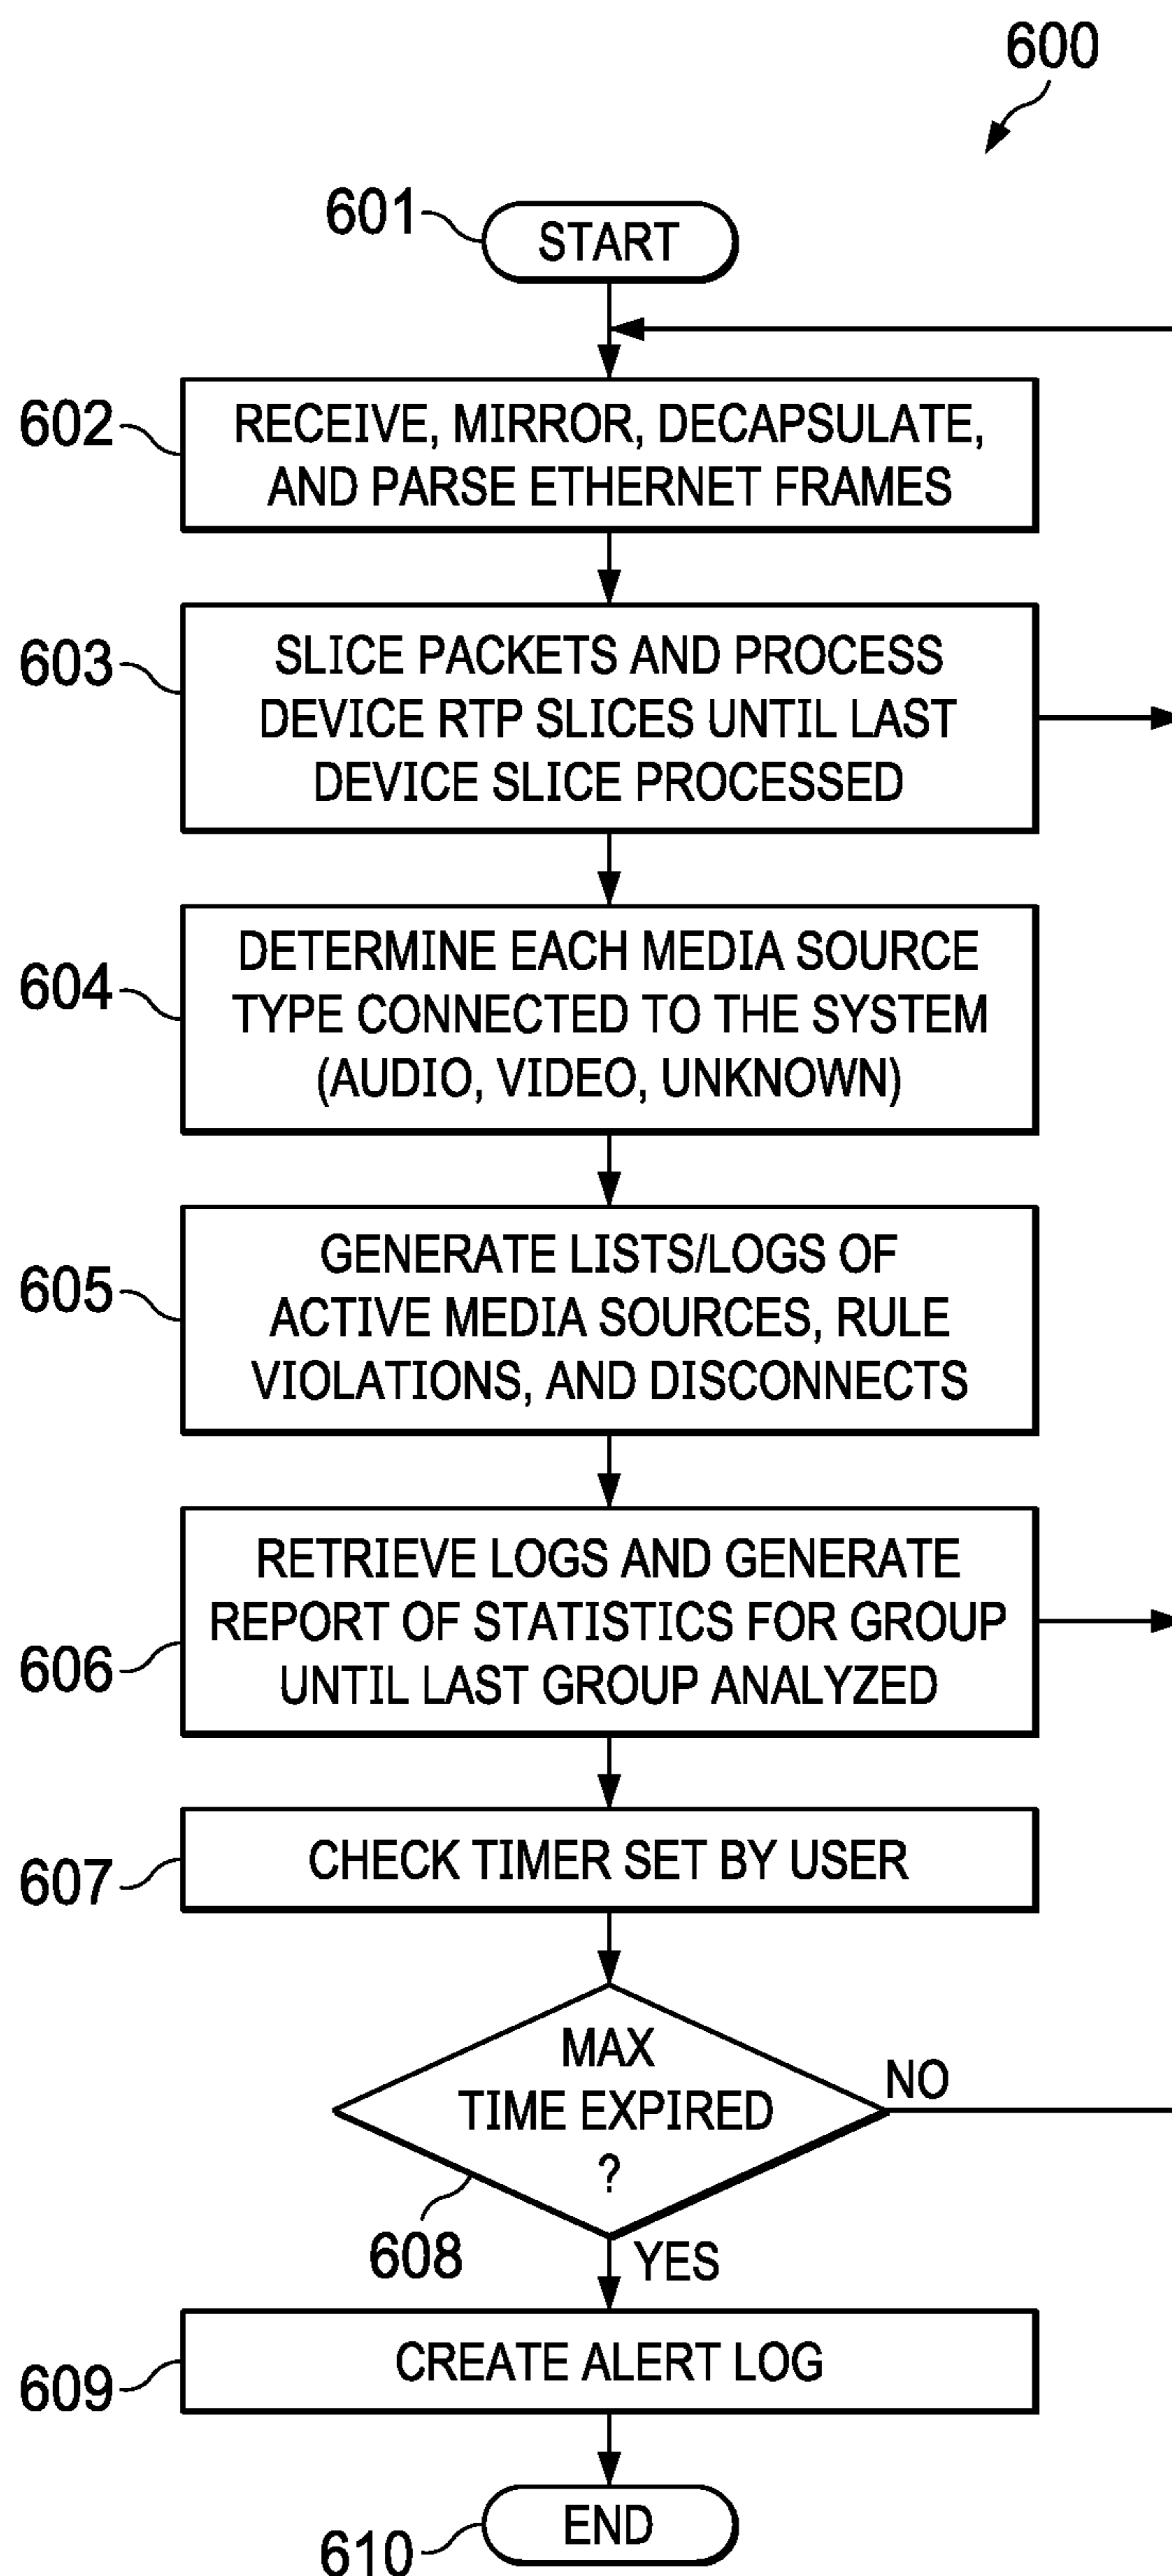 600
601
START
602
RECEIVE, MIRROR, DECAPSULATE,
AND PARSE ETHERNET FRAMES
603
SLICE PACKETS AND PROCESS
DEVICE RTP SLICES UNTIL LAST
DEVICE SLICE PROCESSED
604
DETERMINE EACH MEDIA SOURCE
TYPE CONNECTED TO THE SYSTEM
(AUDIO, VIDEO, UNKNOWN)
605
GENERATE LISTS/LOGS OF
ACTIVE MEDIA SOURCES, RULE
VIOLATIONS, AND DISCONNECTS
606
RETRIEVE LOGS AND GENERATE
REPORT OF STATISTICS FOR GROUP
UNTIL LAST GROUP ANALYZED
607
CHECK TIMER SET BY USER
MAX
TIME EXPIRED
?
NO
608
YES
609
CREATE ALERT LOG
610
END